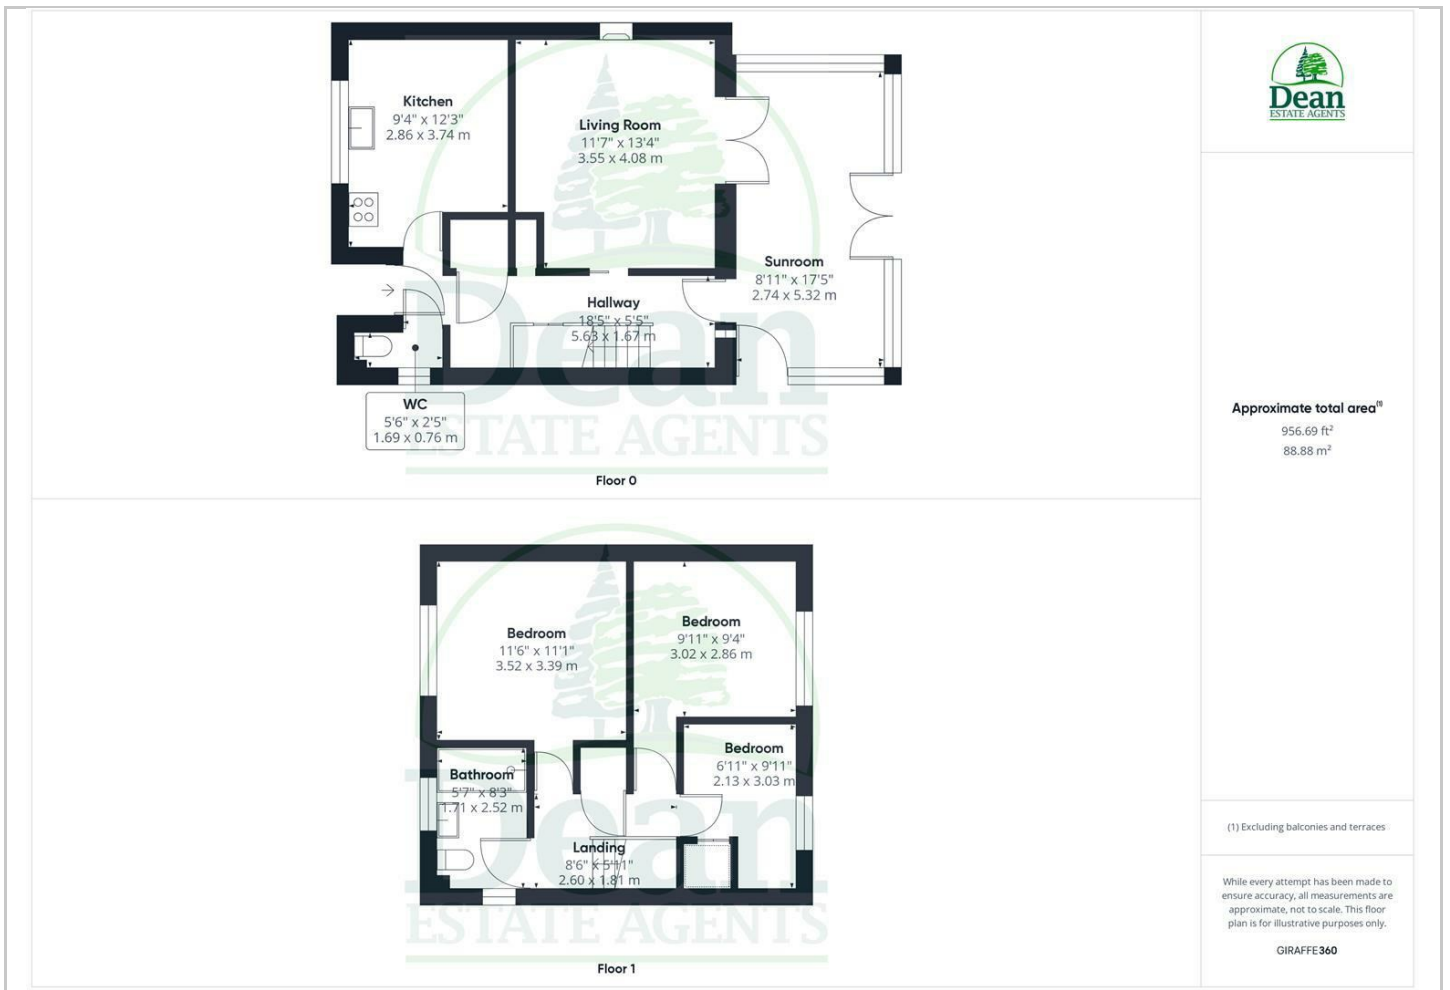 Kitchen
9'4" x 12'3"
2.86 x 3.74 m
Living Room
11'7" x 13'4"
3.55 x 4.08 m
Sunroom
8'11" x 17'5"
2.74 x 5.32 m
Hallway
18'5" x 5'5"
5.63 x 1.67 m
WC
5'6" x 2'5"
1.69 x 0.76 m
Dean
ESTATE AGENTS
Floor 0
Bedroom
11'6" x 11'1"
3.52 x 3.39 m
Bedroom
9'11" x 9'4"
3.02 x 2.86 m
Bedroom
6'11" x 9'11"
2.13 x 3.03 m
Bathroom
5'7" x 8'3"
1.71 x 2.52 m
Landing
8'6" x 5'11"
2.60 x 1.81 m
Dean
ESTATE AGENTS
Floor 1
Dean
ESTATE AGENTS
Approximate total area(1)
956.69 ft²
88.88 m²
(1) Excluding balconies and terraces
While every attempt has been made to
ensure accuracy, all measurements are
approximate, not to scale. This floor
plan is for illustrative purposes only.
GIRAFFE360